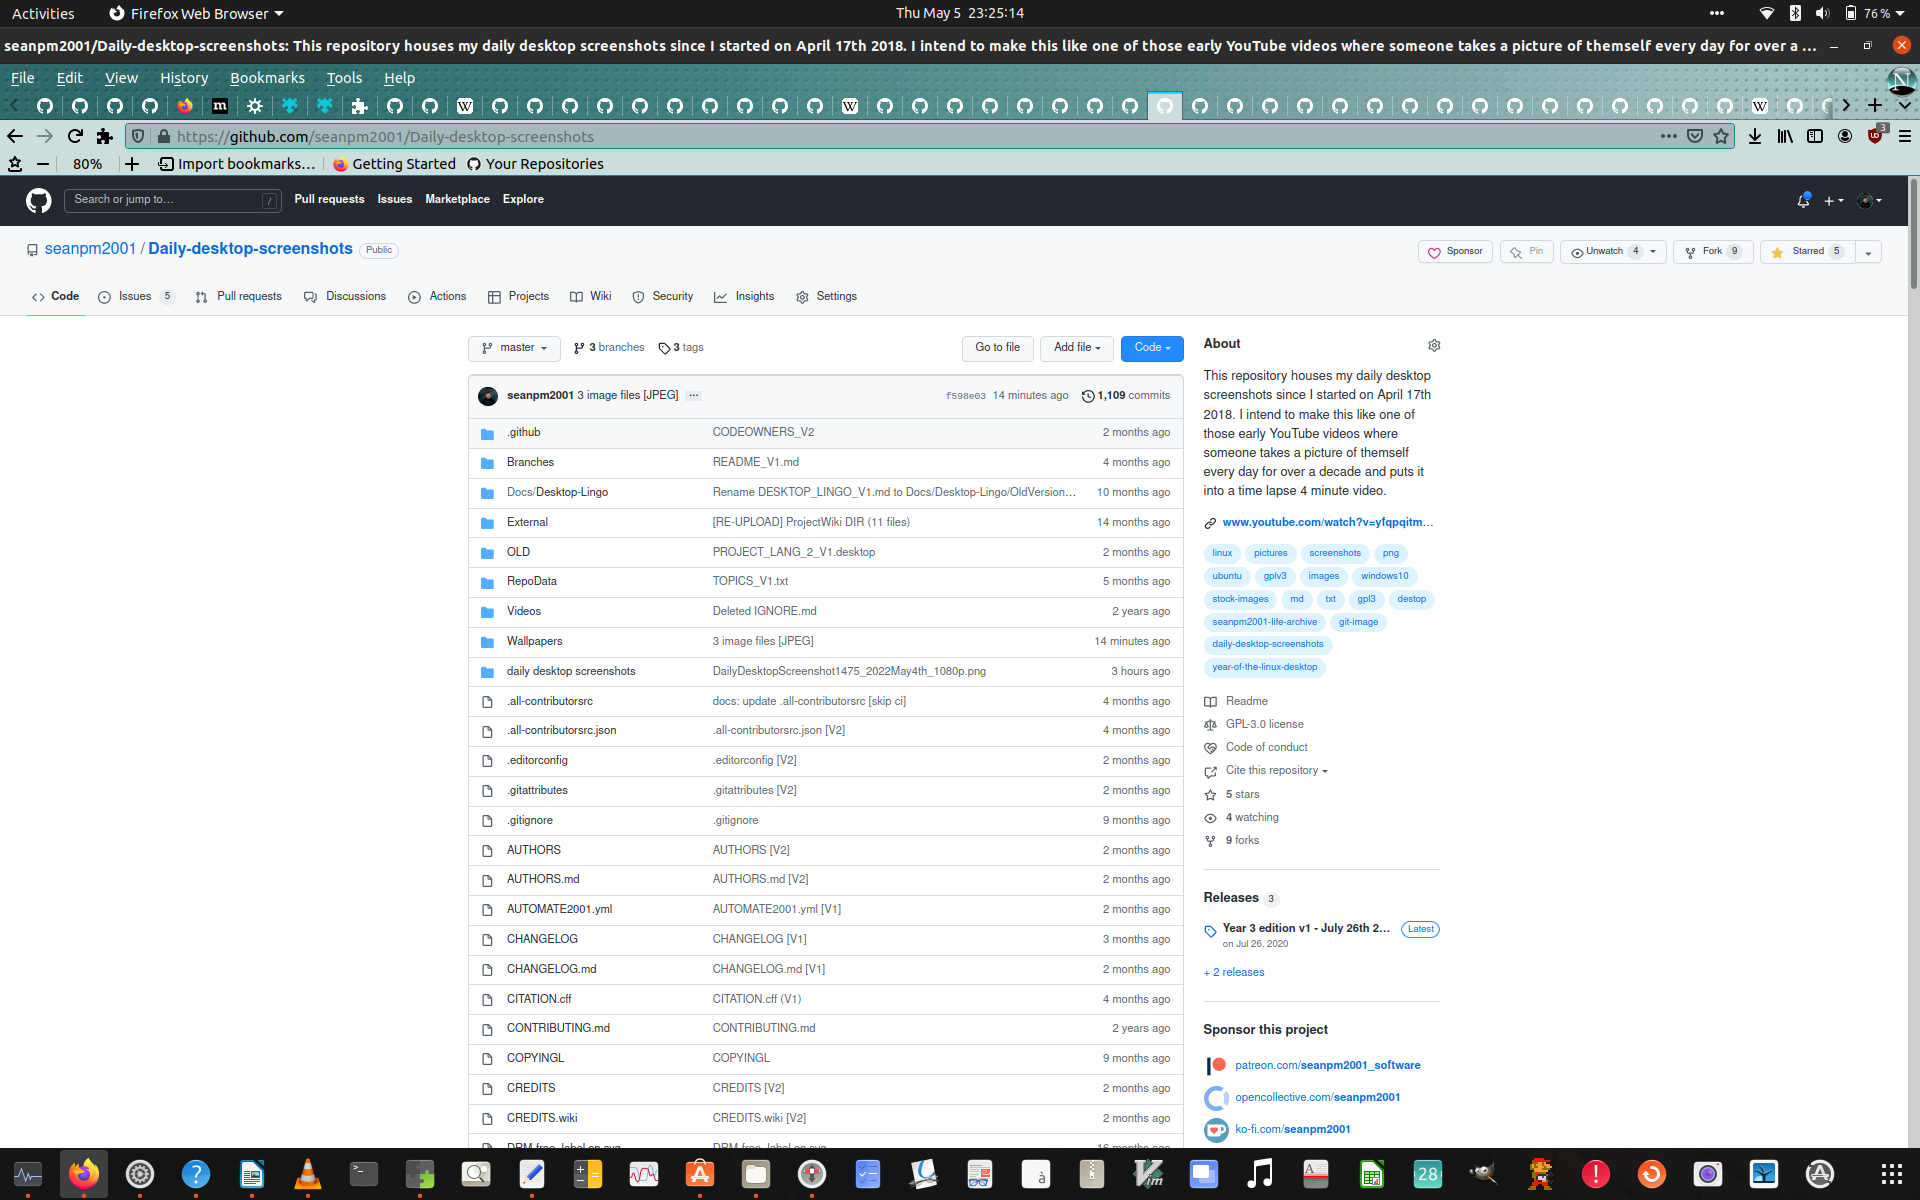 Activities
Firefox Web Browser
Thu May 5 23:25:14
76 %
seanpm2001/Daily-desktop-screenshots: This repository houses my daily desktop screenshots since I started on April 17th 2018. I intend to make this like one of those early YouTube videos where someone takes a picture of themself every day for over a ...
File Edit View History Bookmarks Tools Help
https://github.com/seanpm2001/Daily-desktop-screenshots
3
80% Import bookmarks... Getting Started Your Repositories
Search or jump to... /
Pull requests Issues Marketplace Explore
seanpm2001 / Daily-desktop-screenshots Public
Sponsor Pin Unwatch 4 Fork 9 Starred 5
Code Issues 5 Pull requests Discussions Actions Projects Wiki Security Insights Settings
master 3 branches 3 tags
Go to file Add file Code
seanpm2001 3 image files [JPEG] ... f598e03 14 minutes ago 1,109 commits
.github CODEOWNERS_V2 2 months ago
Branches README_V1.md 4 months ago
Docs/Desktop-Lingo Rename DESKTOP_LINGO_V1.md to Docs/Desktop-Lingo/OldVersion... 10 months ago
External [RE-UPLOAD] ProjectWiki DIR (11 files) 14 months ago
OLD PROJECT_LANG_2_V1.desktop 2 months ago
RepoData TOPICS_V1.txt 5 months ago
Videos Deleted IGNORE.md 2 years ago
Wallpapers 3 image files [JPEG] 14 minutes ago
daily desktop screenshots DailyDesktopScreenshot1475_2022May4th_1080p.png 3 hours ago
.all-contributorsrc docs: update .all-contributorsrc [skip ci] 4 months ago
.all-contributorsrc.json .all-contributorsrc.json [V2] 4 months ago
.editorconfig .editorconfig [V2] 2 months ago
.gitattributes .gitattributes [V2] 2 months ago
.gitignore .gitignore 9 months ago
AUTHORS AUTHORS [V2] 2 months ago
AUTHORS.md AUTHORS.md [V2] 2 months ago
AUTOMATE2001.yml AUTOMATE2001.yml [V1] 2 months ago
CHANGELOG CHANGELOG [V1] 3 months ago
CHANGELOG.md CHANGELOG.md [V1] 2 months ago
CITATION.cff CITATION.cff (V1) 4 months ago
CONTRIBUTING.md CONTRIBUTING.md 2 years ago
COPYINGL COPYINGL 9 months ago
CREDITS CREDITS [V2] 2 months ago
CREDITS.wiki CREDITS.wiki [V2] 2 months ago
About
This repository houses my daily desktop
screenshots since I started on April 17th
2018. I intend to make this like one of
those early YouTube videos where
someone takes a picture of themself
every day for over a decade and puts it
into a time lapse 4 minute video.
www.youtube.com/watch?v=yfqpqitm...
linux pictures screenshots png
ubuntu gplv3 images windows10
stock-images md txt gpl3 destop
seanpm2001-life-archive git-image
daily-desktop-screenshots
year-of-the-linux-desktop
Readme
GPL-3.0 license
Code of conduct
Cite this repository
5 stars
4 watching
9 forks
Releases 3
Year 3 edition v1 - July 26th 2... Latest
on Jul 26, 2020
+ 2 releases
Sponsor this project
patreon.com/seanpm2001_software
opencollective.com/seanpm2001
ko-fi.com/seanpm2001
28